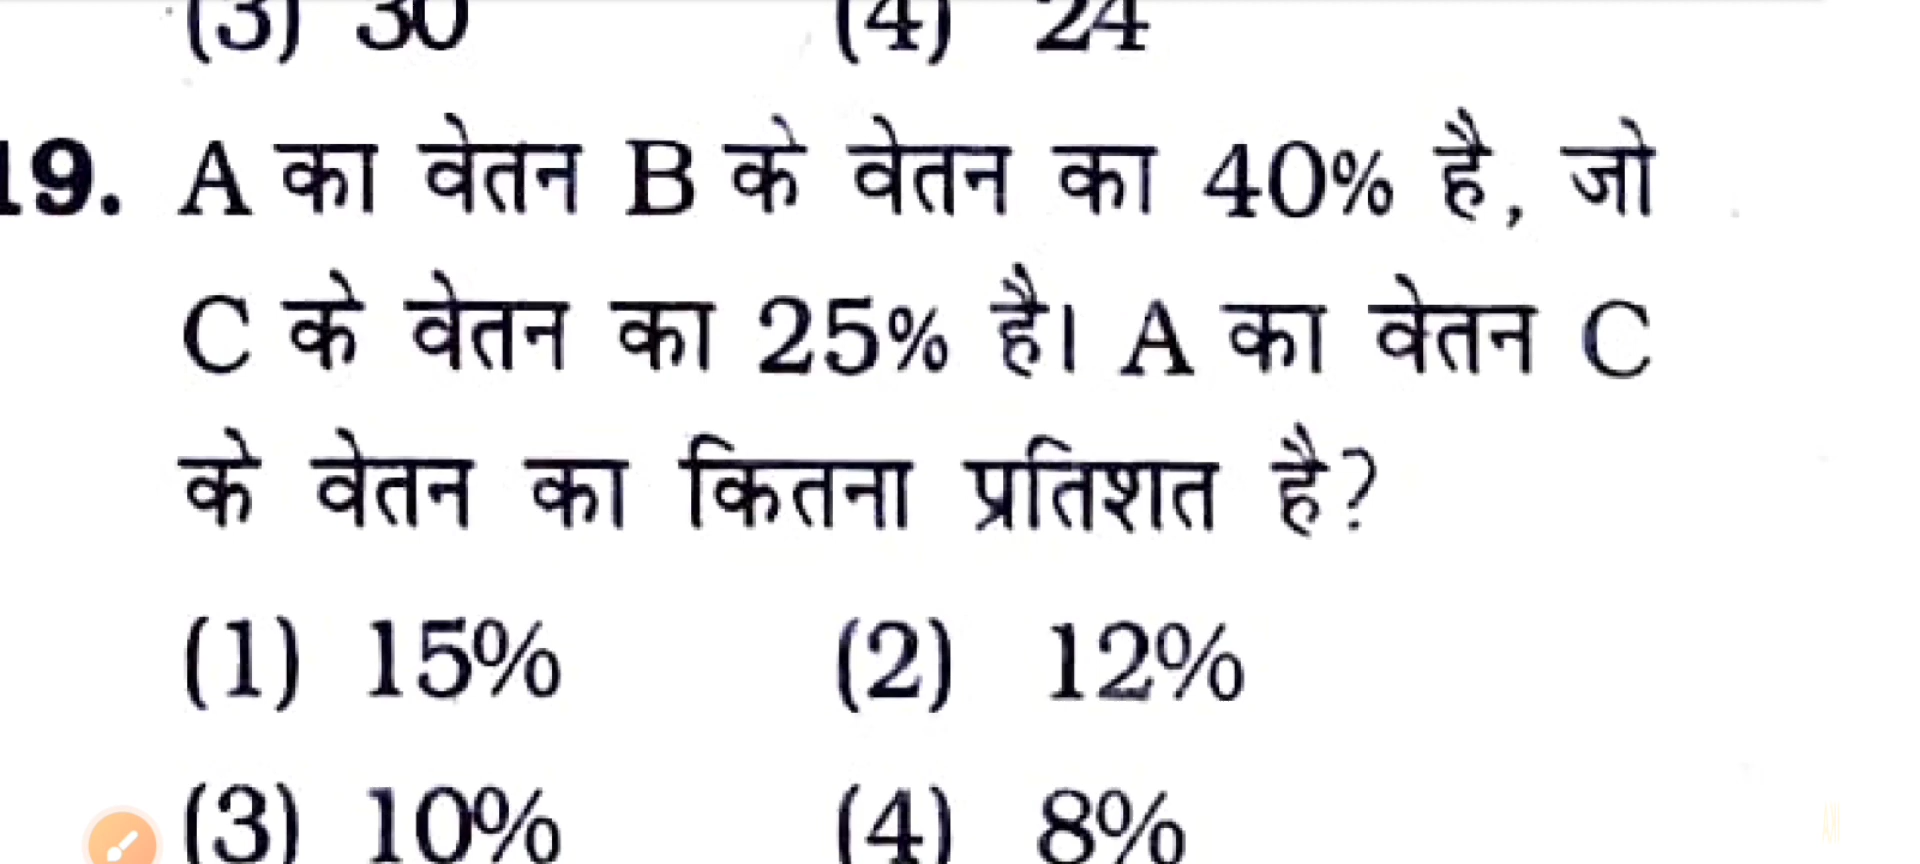 (3) 30 (4) 24
19. A का वेतन B के वेतन का 40% है, जो
C के वेतन का 25% है। A का वेतन C
के वेतन का कितना प्रतिशत है?
(1) 15% (2) 12%
(3) 10% (4) 8%